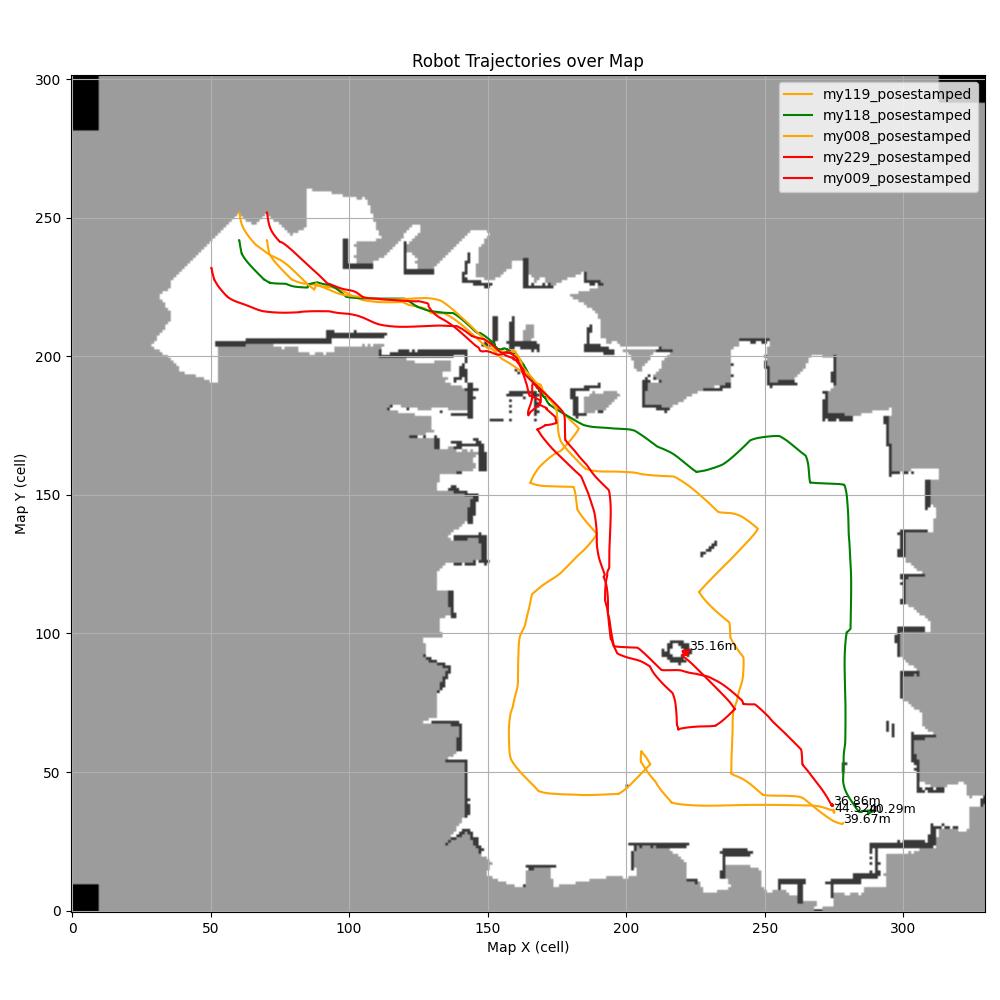 Robot Trajectories over Map
my119_posestamped
my118_posestamped
my008_posestamped
my229_posestamped
my009_posestamped
300
250
200
150
100
50
0
Map Y (cell)
35.16m
36.86m
40.29m
39.67m
0 50 100 150 200 250 300
Map X (cell)